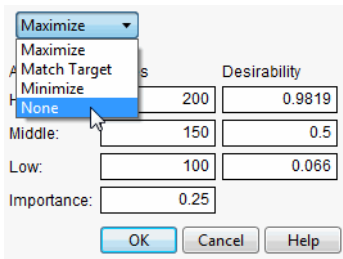 Maximize
Maximize
Match Target
Minimize
None
s Desirability
200 0.9819
Middle: 150 0.5
Low: 100 0.066
Importance: 0.25
OK Cancel Help